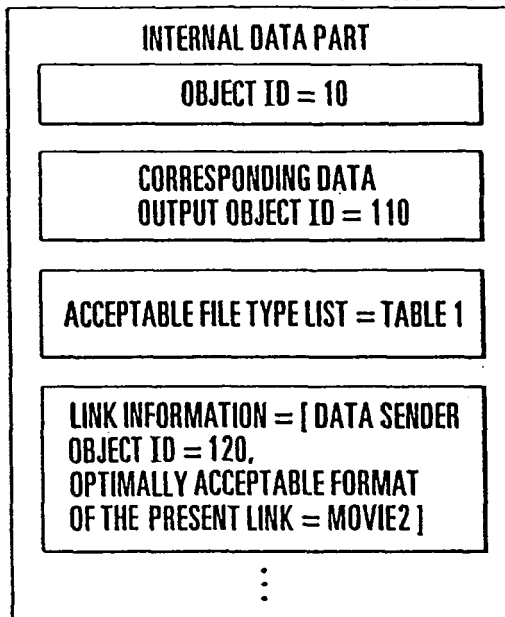 INTERNAL DATA PART
OBJECT ID = 10
CORRESPONDING DATA
OUTPUT OBJECT ID = 110
ACCEPTABLE FILE TYPE LIST = TABLE 1
LINK INFORMATION = [ DATA SENDER
OBJECT ID = 120,
OPTIMALLY ACCEPTABLE FORMAT
OF THE PRESENT LINK = MOVIE2 ]